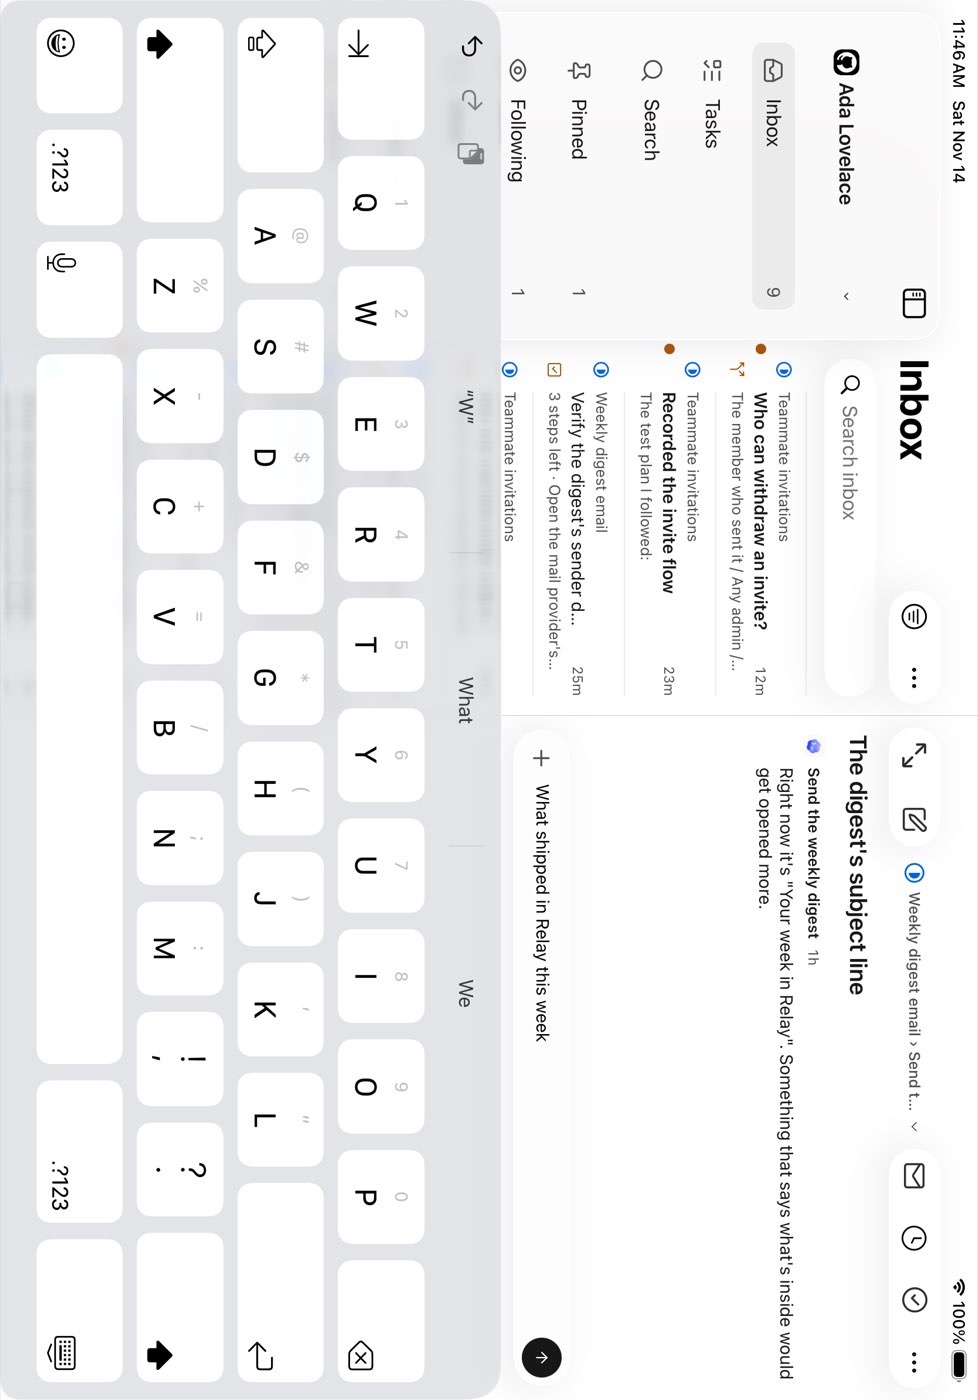 11:46 AM Sat Nov 14
100%
Ada Lovelace
Inbox 9
Tasks
Search
Pinned 1
Following 1
Inbox
Search inbox
Teammate invitations
Who can withdraw an invite? 12m
The member who sent it / Any admin /...
Teammate invitations
Recorded the invite flow 23m
The test plan I followed:
Weekly digest email
Verify the digest's sender d... 25m
3 steps left · Open the mail provider's...
Teammate invitations
Weekly digest email › Send t...
The digest's subject line
Send the weekly digest 1h
Right now it's "Your week in Relay". Something that says what's inside would
get opened more.
What shipped in Relay this week
“W” What We
1 2 3 4 5 6 7 8 9 0
Q W E R T Y U I O P
@ # $ & * ( ) ' "
A S D F G H J K L
% - + = / ; : ! ?
Z X C V B N M , .
.?123 .?123